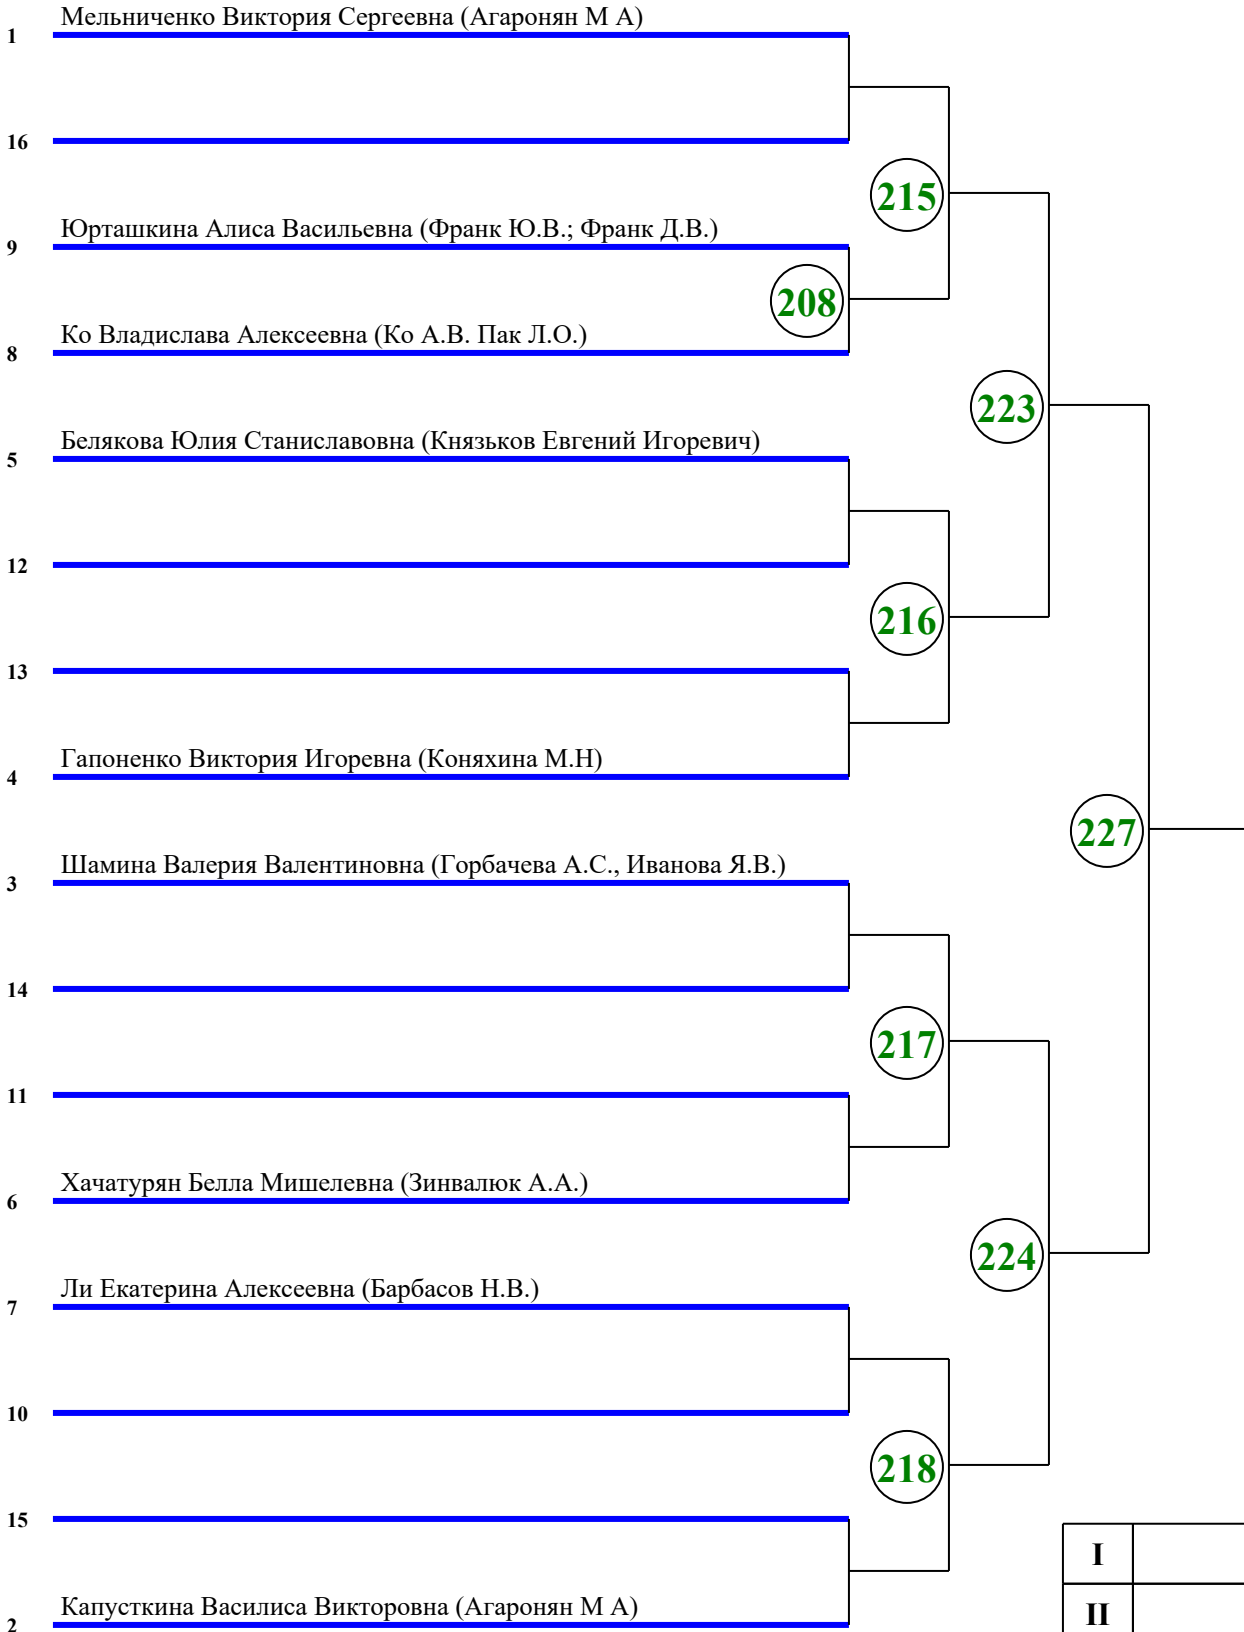 Мельниченко Виктория Сергеевна (Агаронян М А)
1
16
215
Юрташкина Алиса Васильевна (Франк Ю.В.; Франк Д.В.)
9
208
Ко Владислава Алексеевна (Ко А.В. Пак Л.О.)
8
223
Белякова Юлия Станиславовна (Князьков Евгений Игоревич)
5
12
216
13
Гапоненко Виктория Игоревна (Коняхина М.Н)
4
227
Шамина Валерия Валентиновна (Горбачева А.С., Иванова Я.В.)
3
14
217
11
Хачатурян Белла Мишелевна (Зинвалюк А.А.)
6
224
Ли Екатерина Алексеевна (Барбасов Н.В.)
7
10
218
15
I
Капусткина Василиса Викторовна (Агаронян М А)
2
II